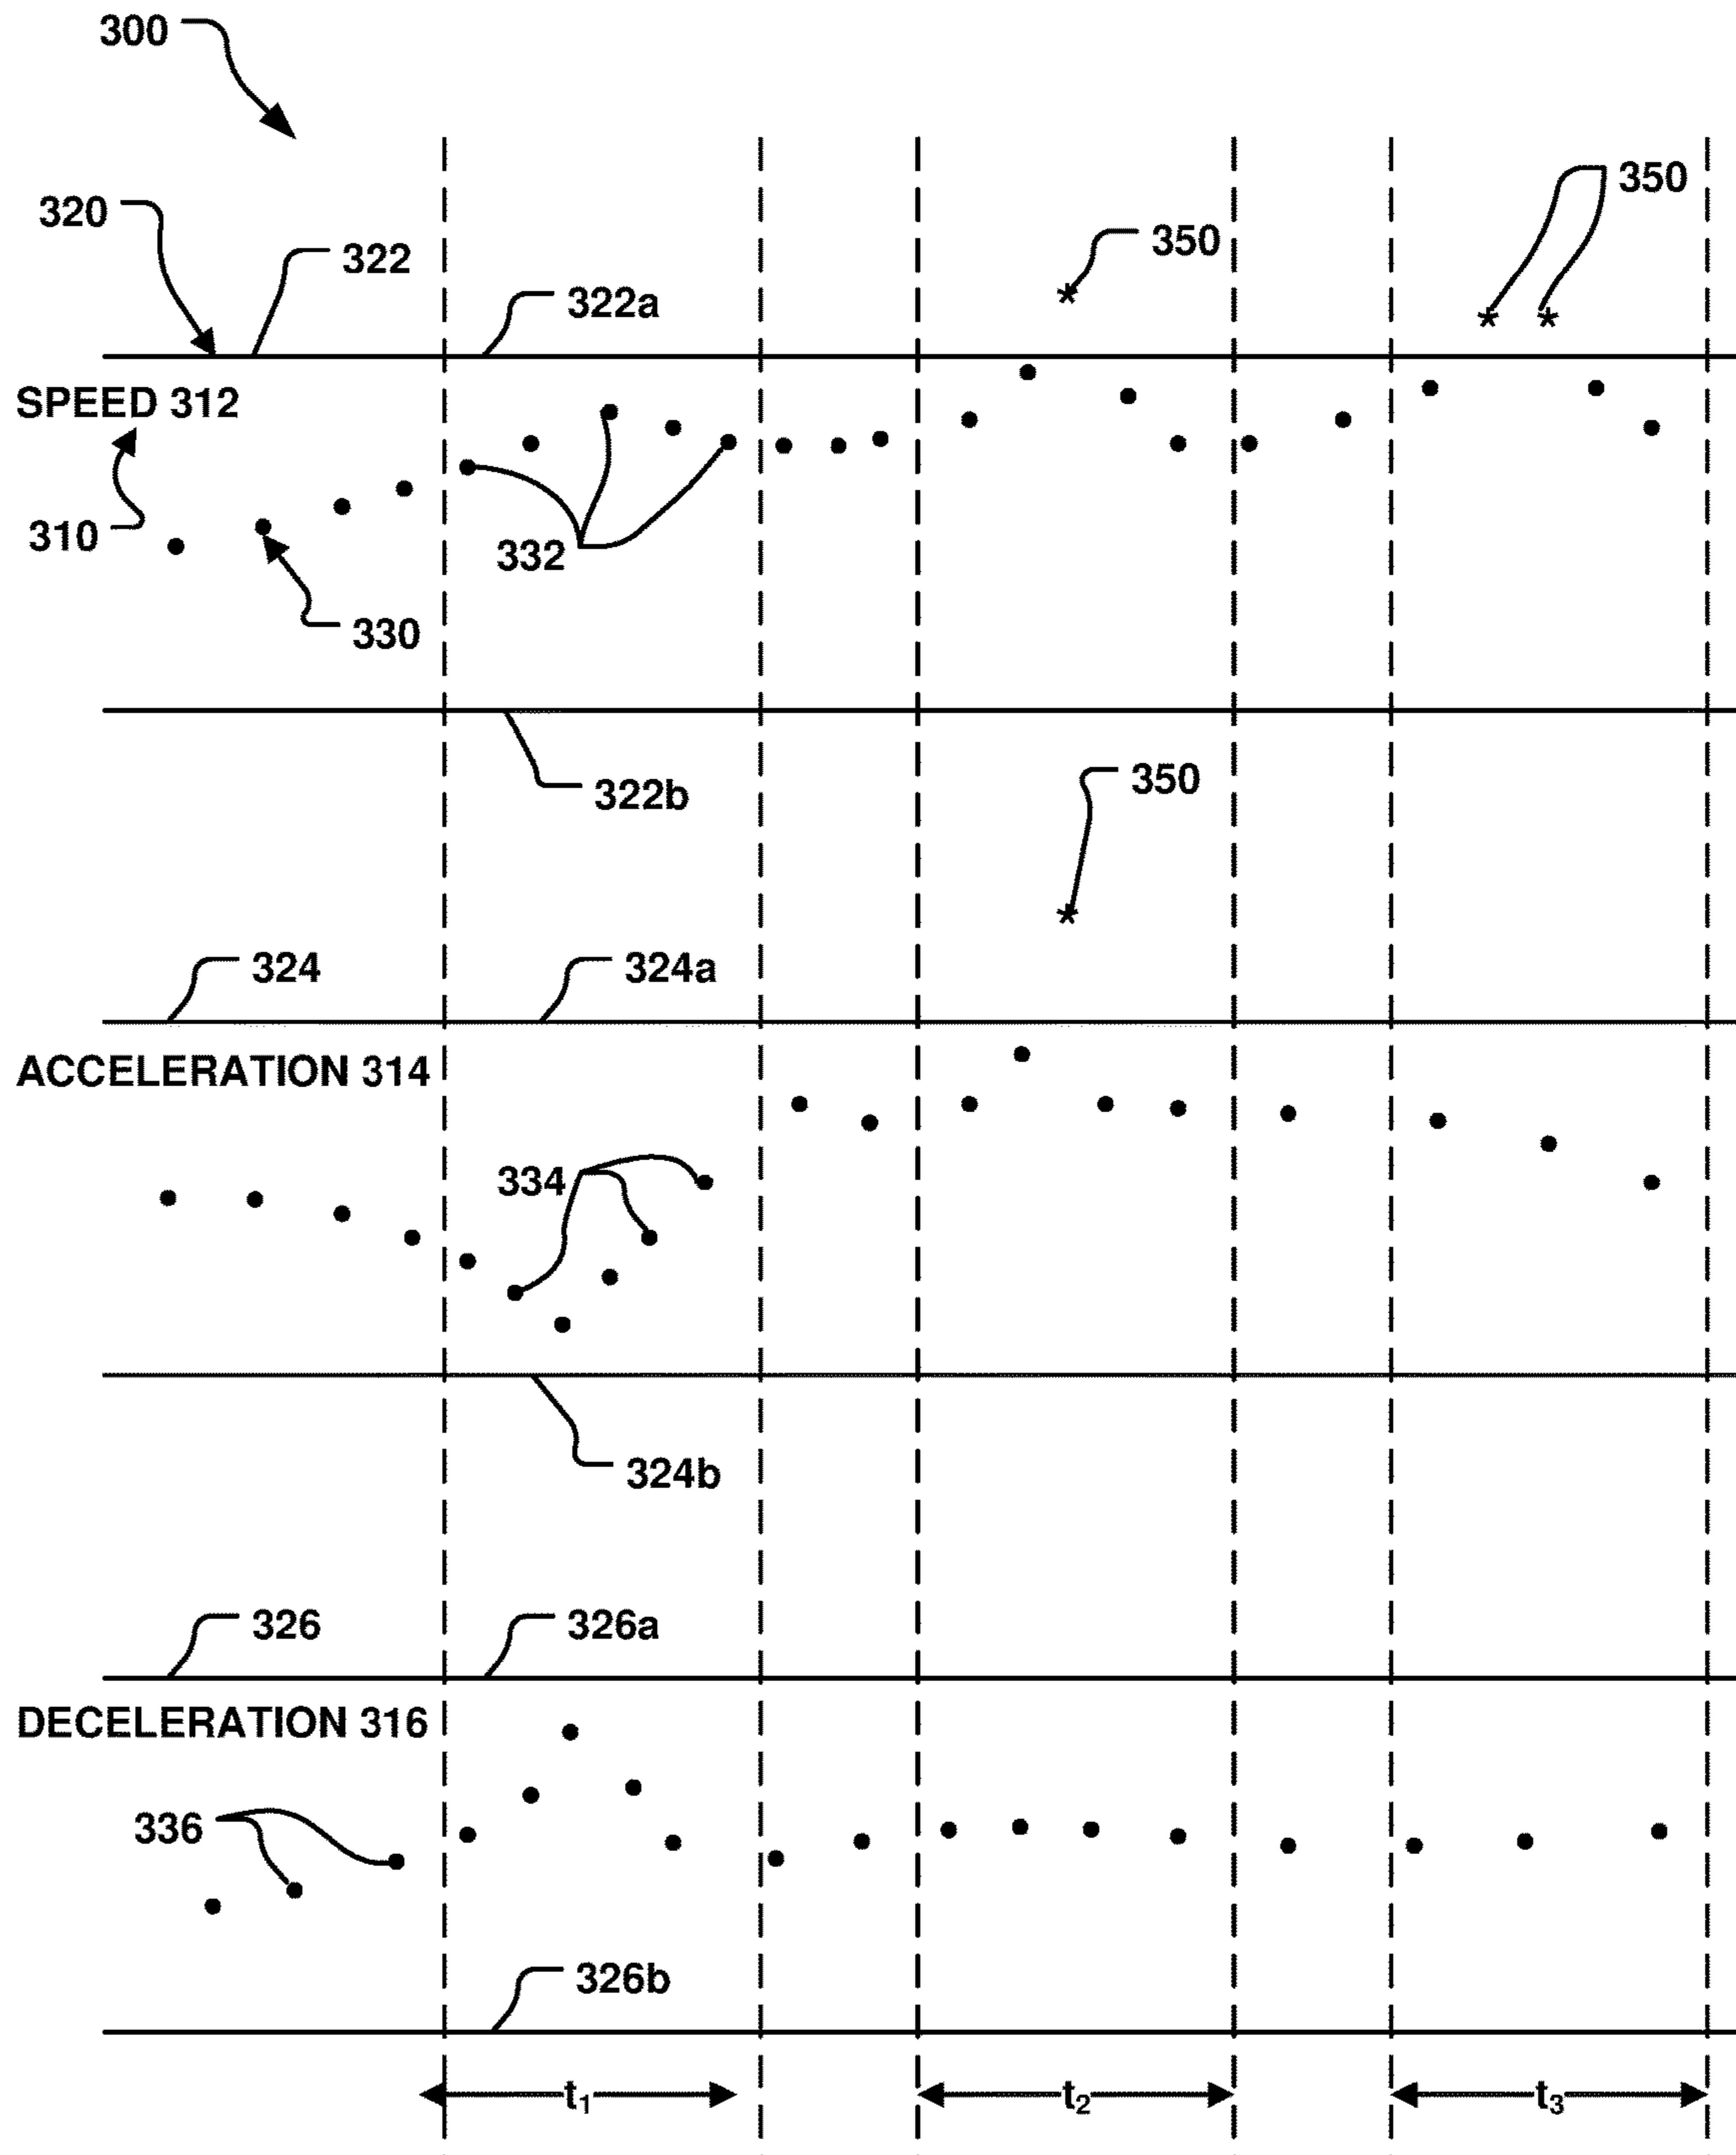 300
350
320
350
322
322a
SPEED 312
310
332
330
322b
350
324
324a
ACCELERATION 314
334
324b
326
326a
DECELERATION 316
336
326b
t₁
t₂
t₃